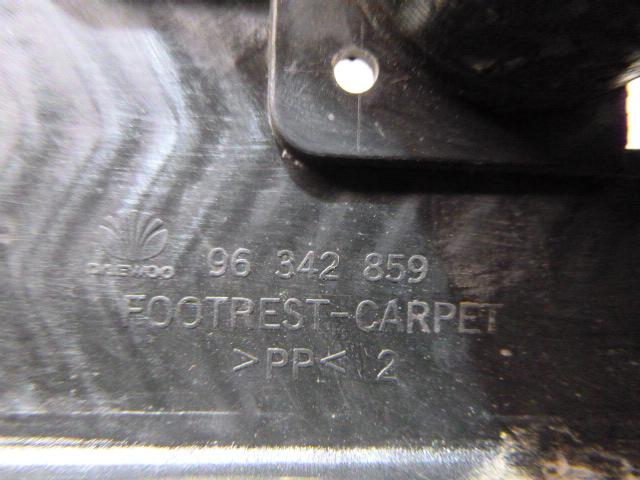 DAEWOO 96 342 859
FOOTREST-CARPET
>PP< 2